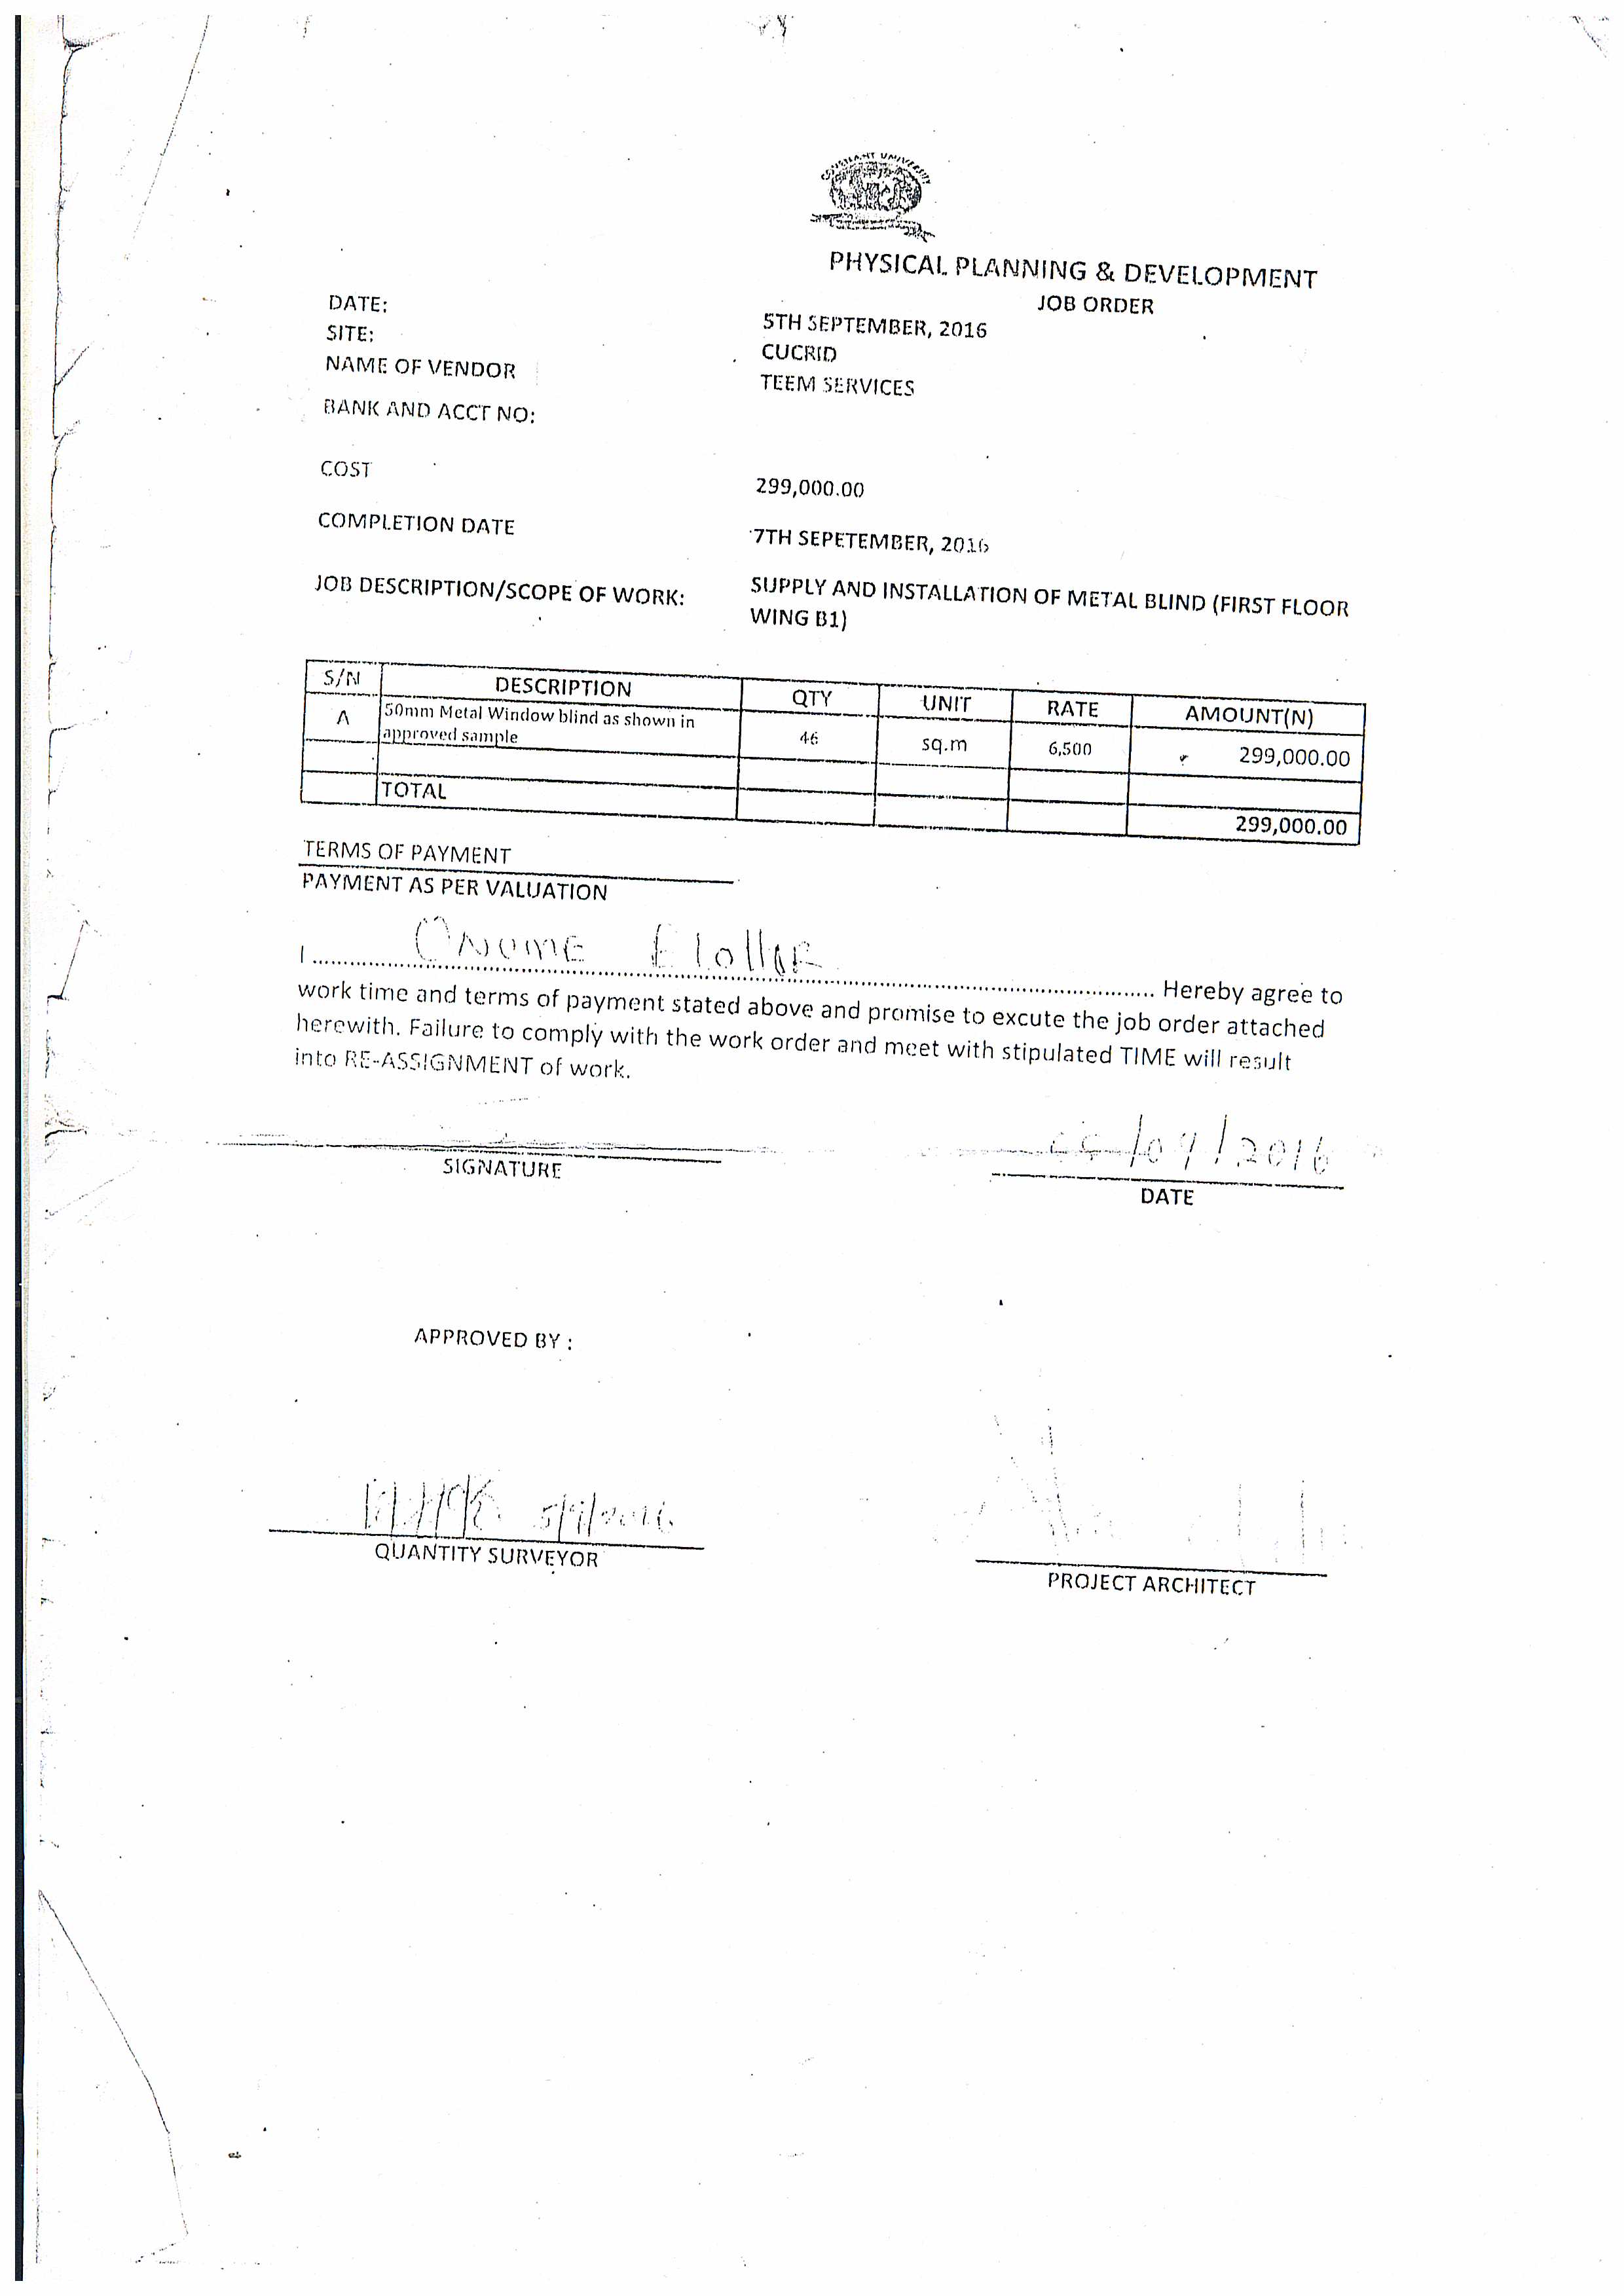 COVENANT UNIVERSITY
PHYSICAL PLANNING & DEVELOPMENT
JOB ORDER
DATE: 5TH SEPTEMBER, 2016
SITE: CUCRID
NAME OF VENDOR TEEM SERVICES
BANK AND ACCT NO:
COST 299,000.00
COMPLETION DATE 7TH SEPETEMBER, 2016
JOB DESCRIPTION/SCOPE OF WORK: SUPPLY AND INSTALLATION OF METAL BLIND (FIRST FLOOR
WING B1)
S/N DESCRIPTION QTY UNIT RATE AMOUNT(N)
A 50mm Metal Window blind as shown in
approved sample 46 sq.m 6,500 299,000.00
TOTAL 299,000.00
TERMS OF PAYMENT
PAYMENT AS PER VALUATION
I Onome Hereby agree to
work time and terms of payment stated above and promise to excute the job order attached
herewith. Failure to comply with the work order and meet with stipulated TIME will result
into RE-ASSIGNMENT of work.
/09/2016
SIGNATURE DATE
APPROVED BY :
5/9/2016
QUANTITY SURVEYOR PROJECT ARCHITECT